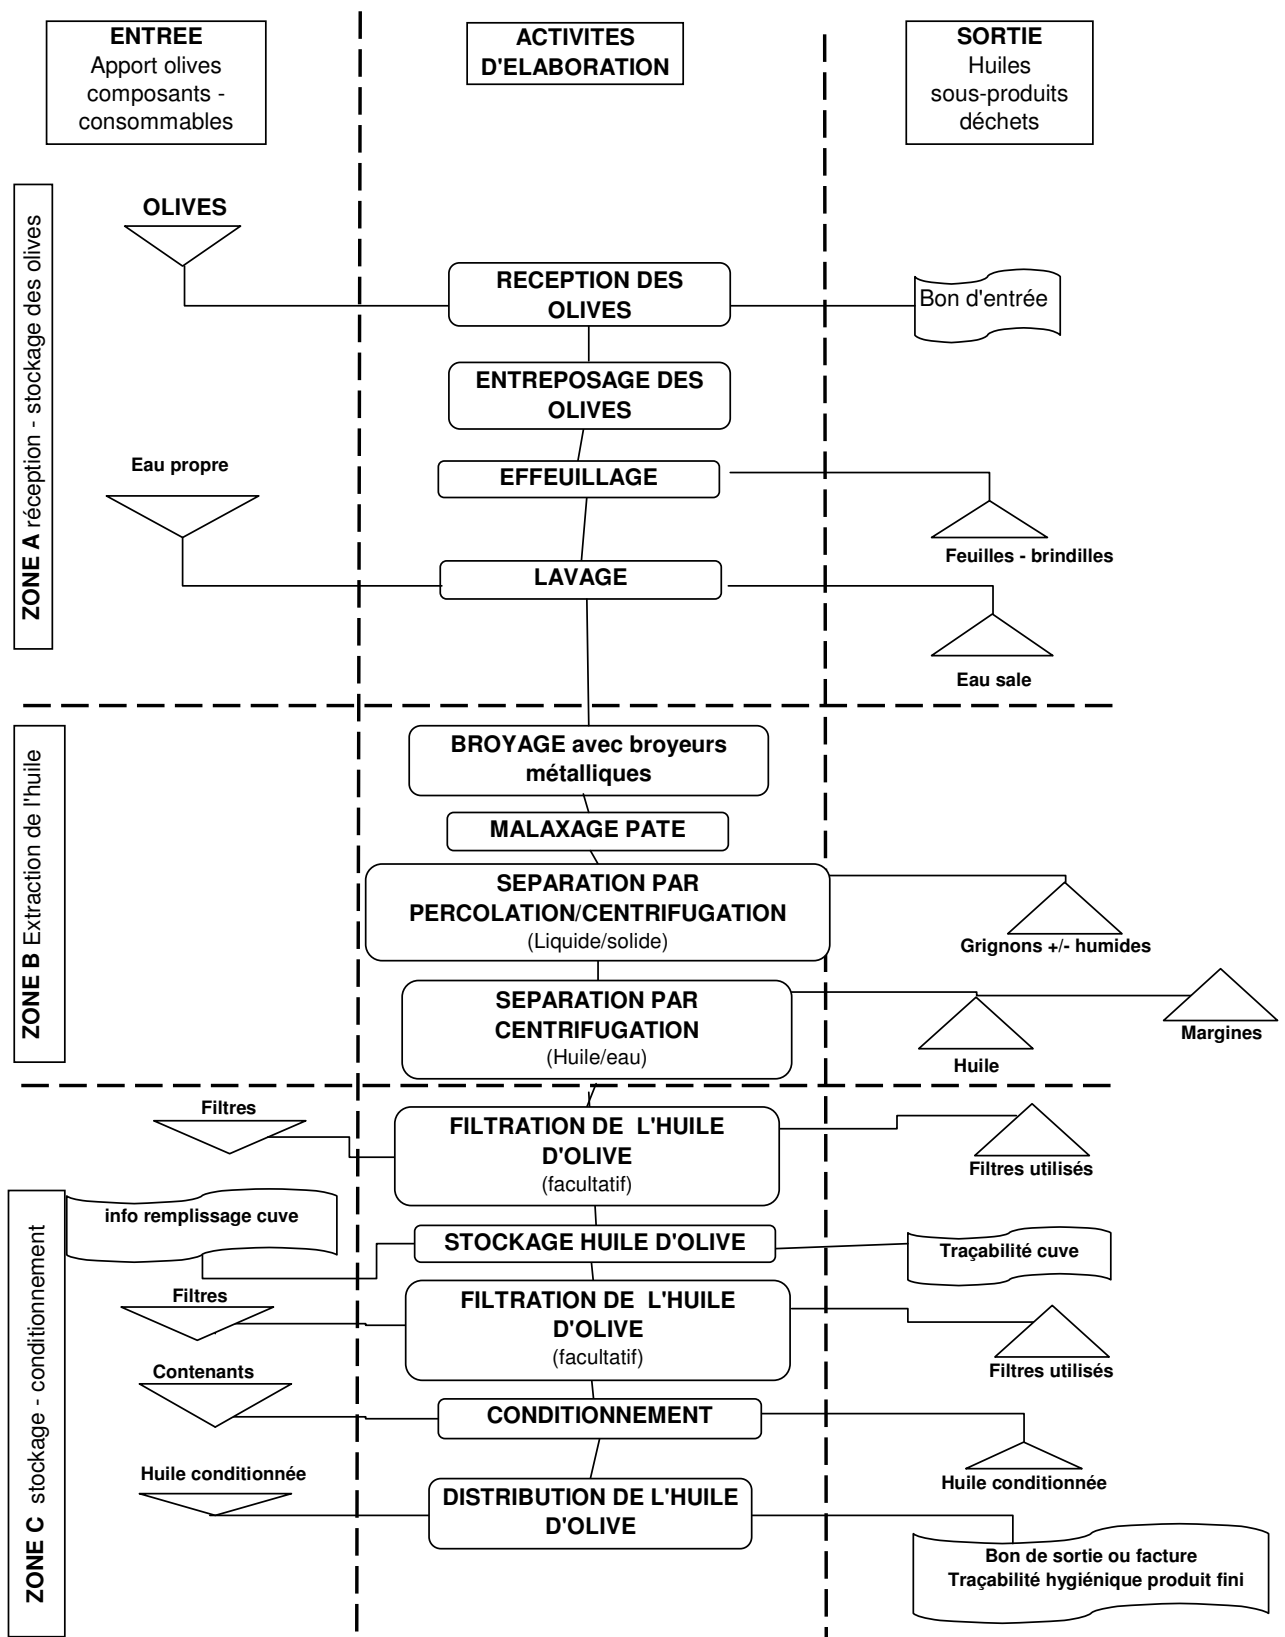 ENTREE
Apport olives
composants -
consommables
ACTIVITES
D'ELABORATION
SORTIE
Huiles
sous-produits
déchets
ZONE A réception - stockage des olives
OLIVES
RECEPTION DES
OLIVES
Bon d'entrée
ENTREPOSAGE DES
OLIVES
Eau propre
EFFEUILLAGE
Feuilles - brindilles
LAVAGE
Eau sale
ZONE B Extraction de l'huile
BROYAGE avec broyeurs
métalliques
MALAXAGE PATE
SEPARATION PAR
PERCOLATION/CENTRIFUGATION
(Liquide/solide)
Grignons +/- humides
SEPARATION PAR
CENTRIFUGATION
(Huile/eau)
Huile
Margines
ZONE C stockage - conditionnement
Filtres
FILTRATION DE L'HUILE
D'OLIVE
(facultatif)
Filtres utilisés
info remplissage cuve
STOCKAGE HUILE D'OLIVE
Traçabilité cuve
Filtres
FILTRATION DE L'HUILE
D'OLIVE
(facultatif)
Filtres utilisés
Contenants
CONDITIONNEMENT
Huile conditionnée
Huile conditionnée
DISTRIBUTION DE L'HUILE
D'OLIVE
Bon de sortie ou facture
Traçabilité hygiénique produit fini